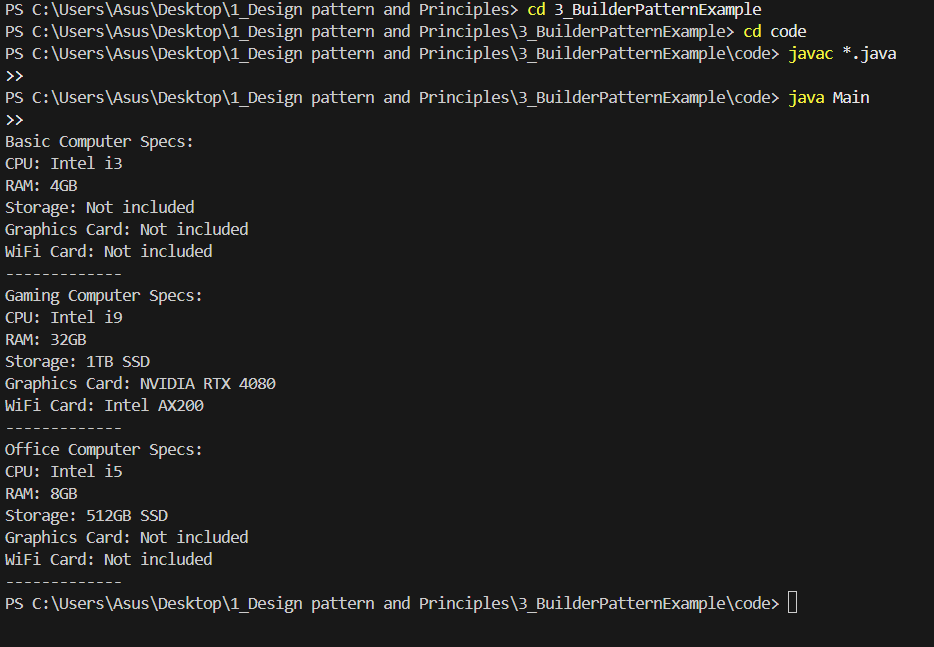 PS C:\Users\Asus\Desktop\1_Design pattern and Principles> cd 3_BuilderPatternExample
PS C:\Users\Asus\Desktop\1_Design pattern and Principles\3_BuilderPatternExample> cd code
PS C:\Users\Asus\Desktop\1_Design pattern and Principles\3_BuilderPatternExample\code> javac *.java
>>
PS C:\Users\Asus\Desktop\1_Design pattern and Principles\3_BuilderPatternExample\code> java Main
>>
Basic Computer Specs:
CPU: Intel i3
RAM: 4GB
Storage: Not included
Graphics Card: Not included
WiFi Card: Not included
-------------
Gaming Computer Specs:
CPU: Intel i9
RAM: 32GB
Storage: 1TB SSD
Graphics Card: NVIDIA RTX 4080
WiFi Card: Intel AX200
-------------
Office Computer Specs:
CPU: Intel i5
RAM: 8GB
Storage: 512GB SSD
Graphics Card: Not included
WiFi Card: Not included
-------------
PS C:\Users\Asus\Desktop\1_Design pattern and Principles\3_BuilderPatternExample\code>